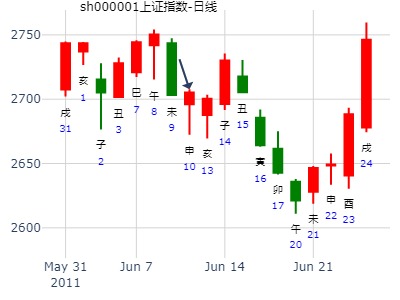 sh000001上证指数-日线
2750
2700
2650
2600
戌
31
亥
1
子
2
丑
3
巳
7
午
8
未
9
申
10
亥
13
子
14
丑
15
寅
16
卯
17
午
20
未
21
申
22
酉
23
戌
24
May 31
2011
Jun 7
Jun 14
Jun 21